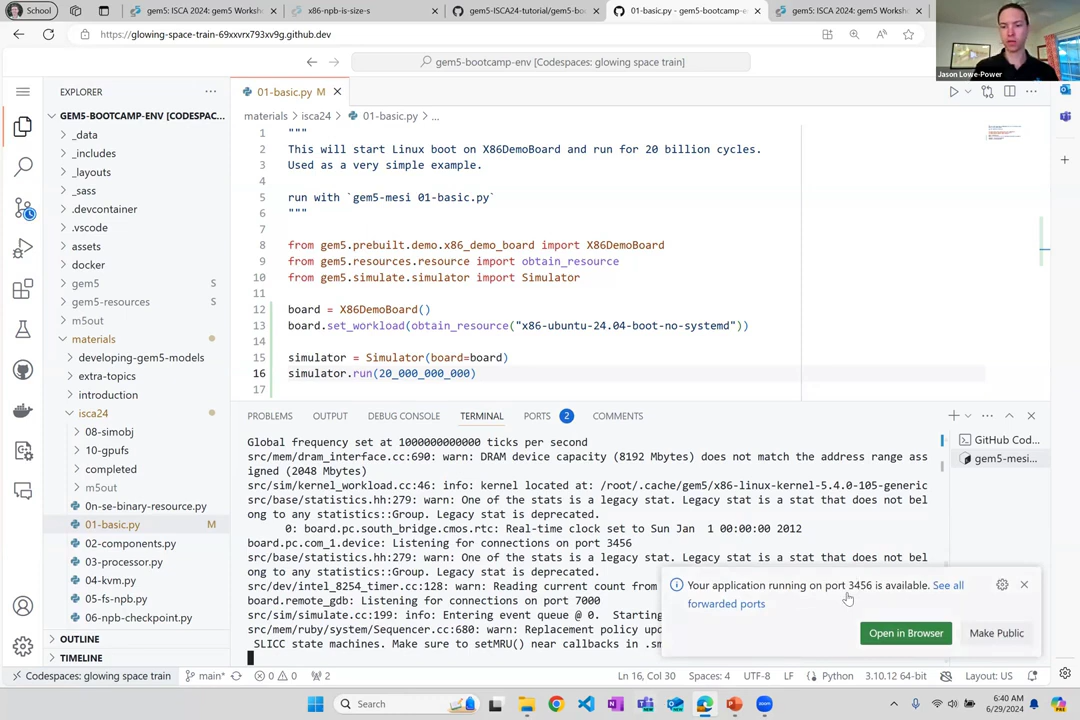 School
gem5: ISCA 2024: gem5 Worksh
x86-npb-is-size-s
gem5-ISCA24-tutorial/gem5-bo
01-basic.py - gem5-bootcamp-e
gem5: ISCA 2024: gem5 Worksh
https://glowing-space-train-69xxvrx793xv9g.github.dev
Jason Lowe-Power
gem5-bootcamp-env [Codespaces: glowing space train]
EXPLORER
GEM5-BOOTCAMP-ENV [CODESPAC...
_data
_includes
_layouts
_sass
.devcontainer
.vscode
assets
docker
gem5 S
gem5-resources S
m5out
materials
developing-gem5-models
extra-topics
introduction
isca24
08-simobj
10-gpufs
completed
m5out
0n-se-binary-resource.py
01-basic.py M
02-components.py
03-processor.py
04-kvm.py
05-fs-npb.py
06-npb-checkpoint.py
OUTLINE
TIMELINE
01-basic.py M
materials > isca24 > 01-basic.py > ...
1 """
2 This will start Linux boot on X86DemoBoard and run for 20 billion cycles.
3 Used as a very simple example.
4
5 run with `gem5-mesi 01-basic.py`
6 """
7
8 from gem5.prebuilt.demo.x86_demo_board import X86DemoBoard
9 from gem5.resources.resource import obtain_resource
10 from gem5.simulate.simulator import Simulator
11
12 board = X86DemoBoard()
13 board.set_workload(obtain_resource("x86-ubuntu-24.04-boot-no-systemd"))
14
15 simulator = Simulator(board=board)
16 simulator.run(20_000_000_000)
17
PROBLEMS OUTPUT DEBUG CONSOLE TERMINAL PORTS 2 COMMENTS
GitHub Cod...
gem5-mesi...
Global frequency set at 1000000000000 ticks per second
src/mem/dram_interface.cc:690: warn: DRAM device capacity (8192 Mbytes) does not match the address range ass
igned (2048 Mbytes)
src/sim/kernel_workload.cc:46: info: kernel located at: /root/.cache/gem5/x86-linux-kernel-5.4.0-105-generic
src/base/statistics.hh:279: warn: One of the stats is a legacy stat. Legacy stat is a stat that does not bel
ong to any statistics::Group. Legacy stat is deprecated.
0: board.pc.south_bridge.cmos.rtc: Real-time clock set to Sun Jan  1 00:00:00 2012
board.pc.com_1.device: Listening for connections on port 3456
src/base/statistics.hh:279: warn: One of the stats is a legacy stat. Legacy stat is a stat that does not bel
ong to any statistics::Group. Legacy stat is deprecated.
src/dev/intel_8254_timer.cc:128: warn: Reading current count from
board.remote_gdb: Listening for connections on port 7000
src/sim/simulate.cc:199: info: Entering event queue @ 0.  Starting
src/mem/ruby/system/Sequencer.cc:680: warn: Replacement policy upd
SLICC state machines. Make sure to setMRU() near callbacks in .sm
Your application running on port 3456 is available. See all
forwarded ports
Open in Browser
Make Public
Codespaces: glowing space train main* 0 0 2 Ln 16, Col 30 Spaces: 4 UTF-8 LF Python 3.10.12 64-bit Layout: US
Search
6:40 AM
6/29/2024